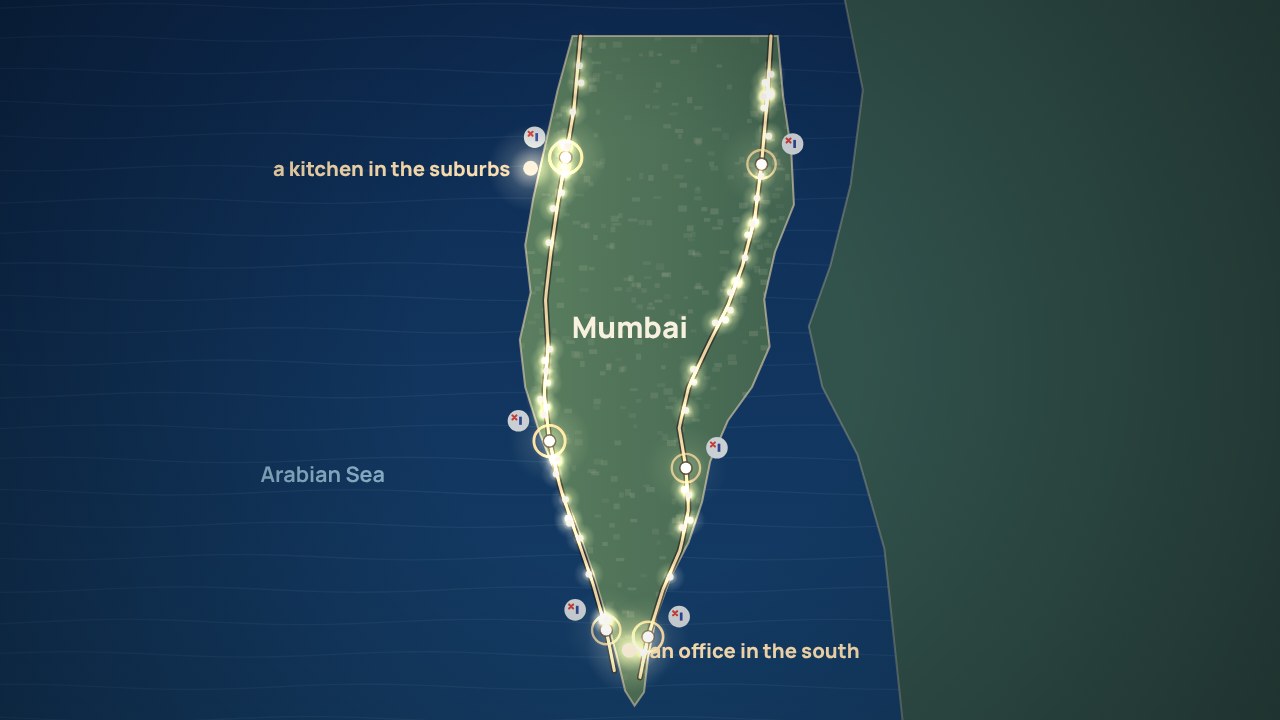 a kitchen in the suburbs
Mumbai
Arabian Sea
an office in the south